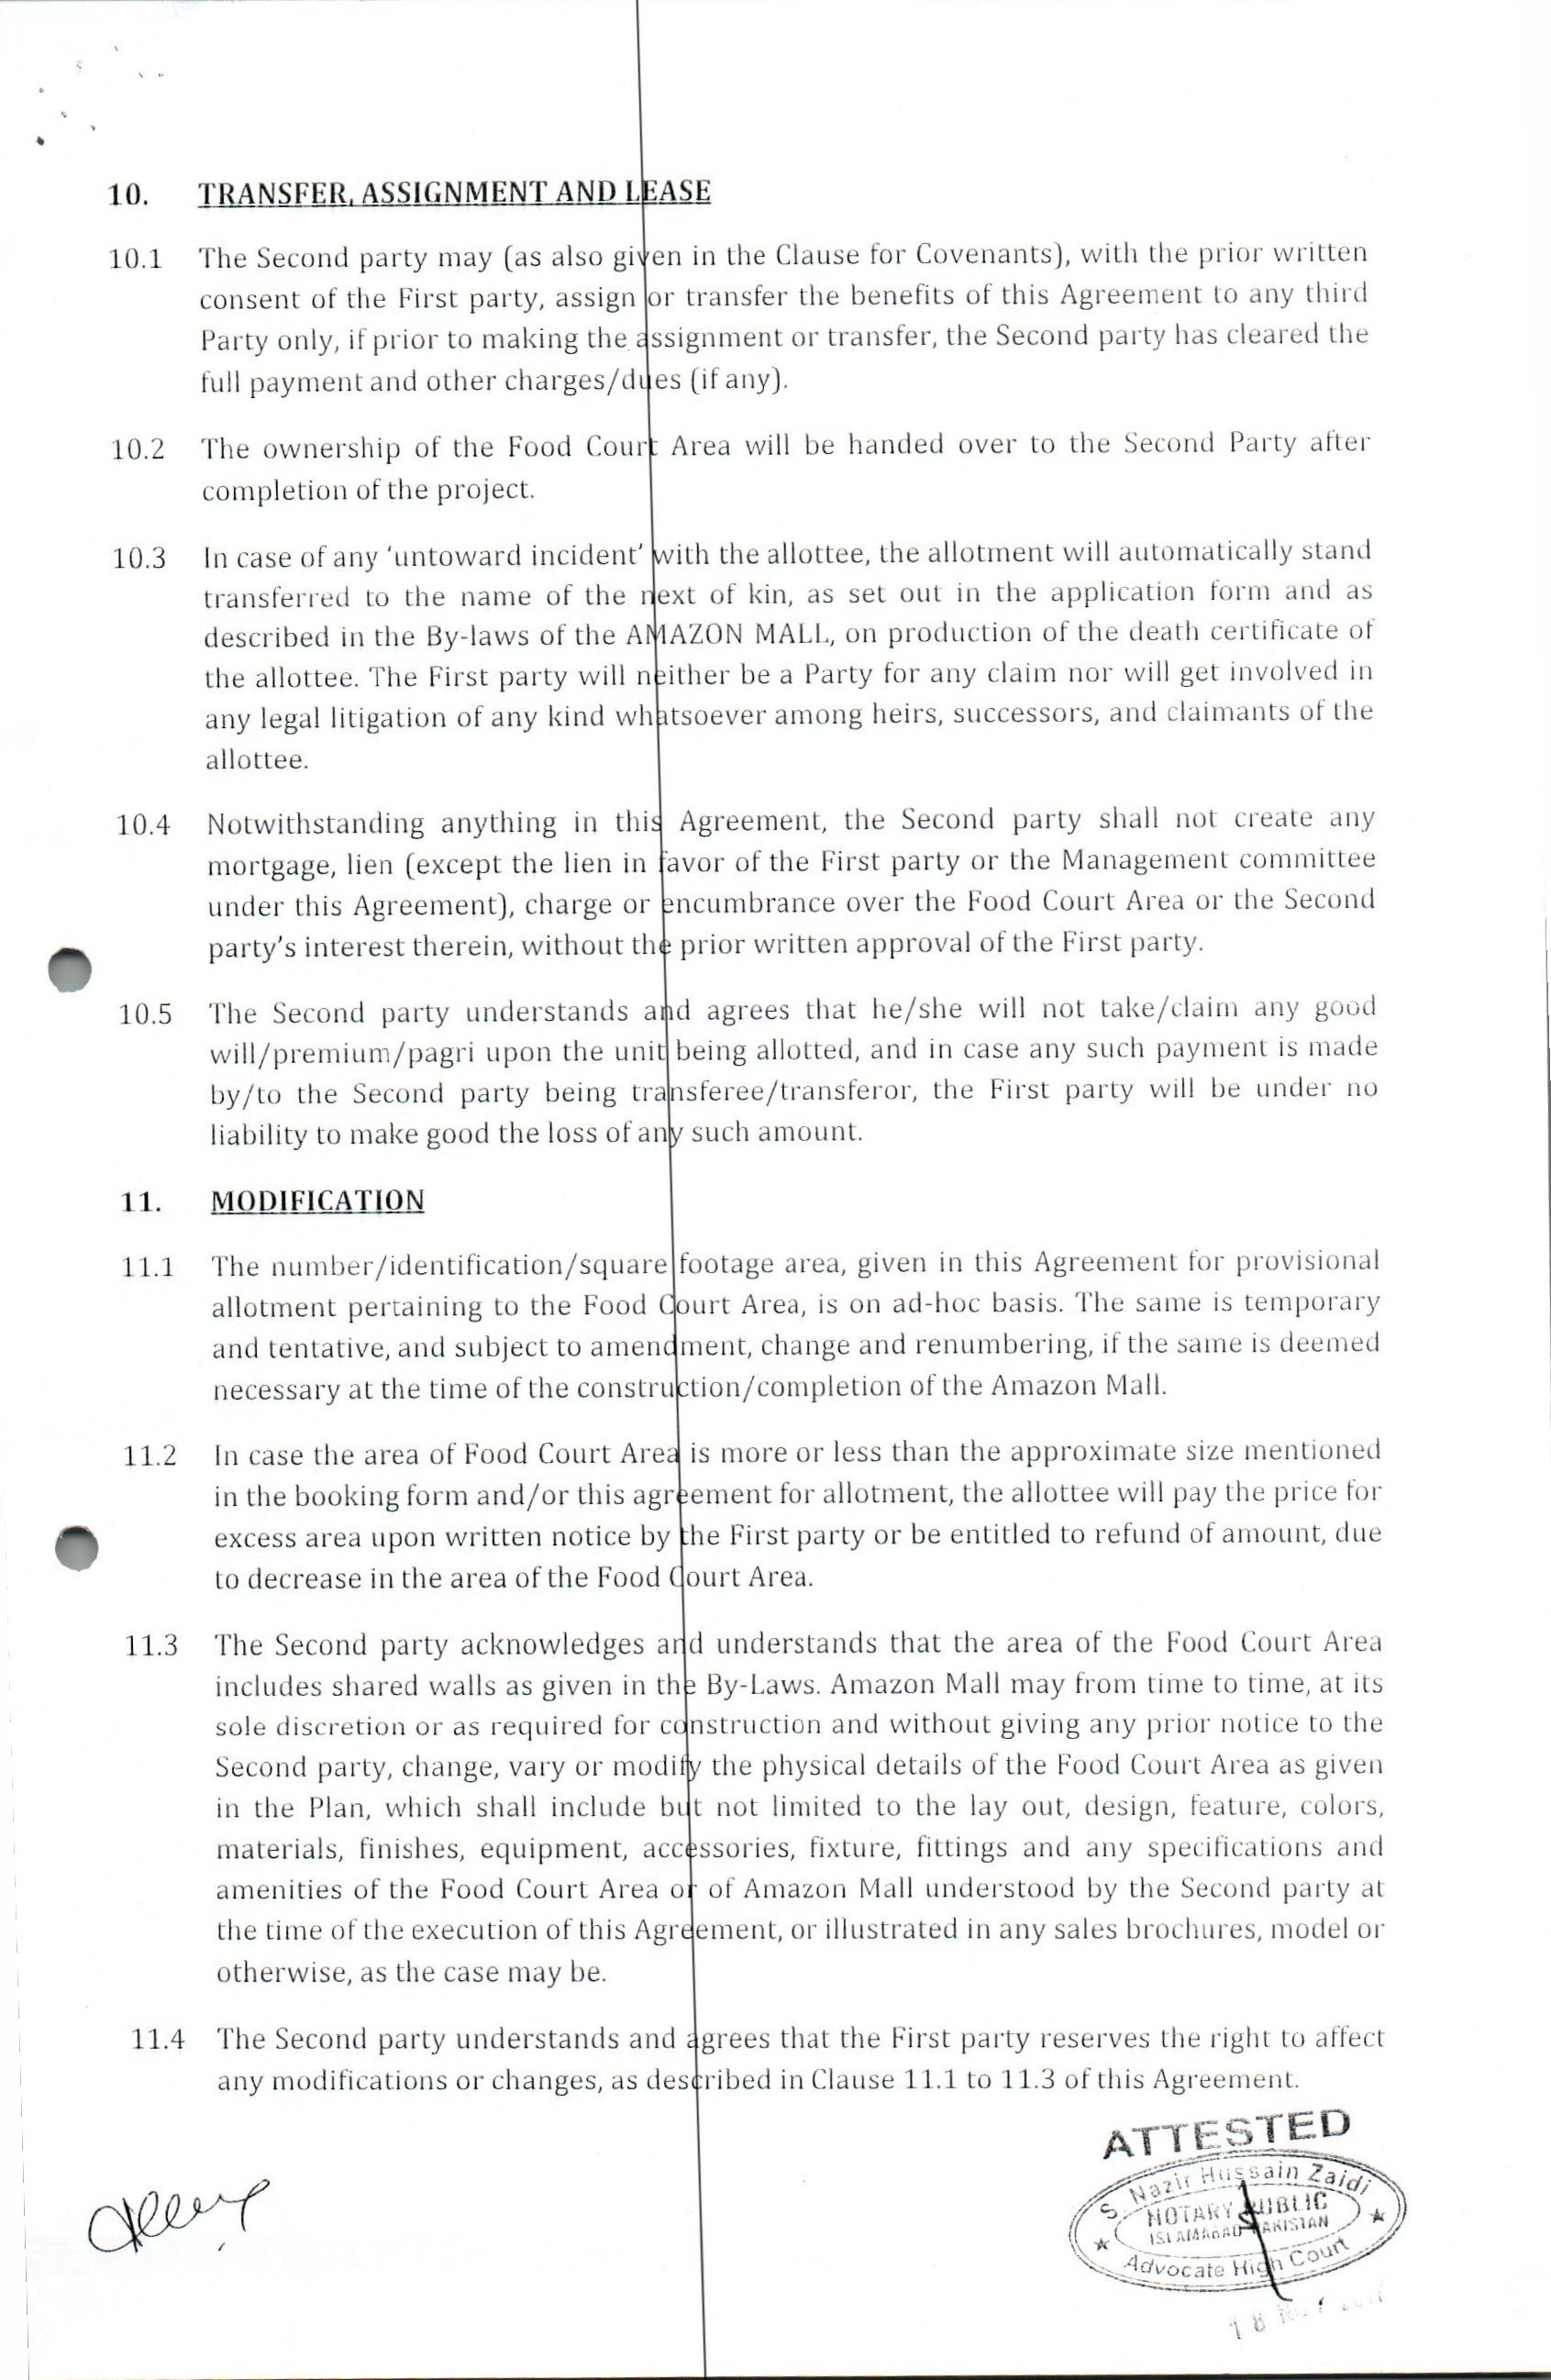 10. TRANSFER, ASSIGNMENT AND LEASE
10.1 The Second party may (as also given in the Clause for Covenants), with the prior written
consent of the First party, assign or transfer the benefits of this Agreement to any third
Party only, if prior to making the assignment or transfer, the Second party has cleared the
full payment and other charges/dues (if any).
10.2 The ownership of the Food Court Area will be handed over to the Second Party after
completion of the project.
10.3 In case of any ‘untoward incident’ with the allottee, the allotment will automatically stand
transferred to the name of the next of kin, as set out in the application form and as
described in the By-laws of the AMAZON MALL, on production of the death certificate of
the allottee. The First party will neither be a Party for any claim nor will get involved in
any legal litigation of any kind whatsoever among heirs, successors, and claimants of the
allottee.
10.4 Notwithstanding anything in this Agreement, the Second party shall not create any
mortgage, lien (except the lien in favor of the First party or the Management committee
under this Agreement), charge or encumbrance over the Food Court Area or the Second
party’s interest therein, without the prior written approval of the First party.
10.5 The Second party understands and agrees that he/she will not take/claim any good
will/premium/pagri upon the unit being allotted, and in case any such payment is made
by/to the Second party being transferee/transferor, the First party will be under no
liability to make good the loss of any such amount.
11. MODIFICATION
11.1 The number/identification/square footage area, given in this Agreement for provisional
allotment pertaining to the Food Court Area, is on ad-hoc basis. The same is temporary
and tentative, and subject to amendment, change and renumbering, if the same is deemed
necessary at the time of the construction/completion of the Amazon Mall.
11.2 In case the area of Food Court Area is more or less than the approximate size mentioned
in the booking form and/or this agreement for allotment, the allottee will pay the price for
excess area upon written notice by the First party or be entitled to refund of amount, due
to decrease in the area of the Food Court Area.
11.3 The Second party acknowledges and understands that the area of the Food Court Area
includes shared walls as given in the By-Laws. Amazon Mall may from time to time, at its
sole discretion or as required for construction and without giving any prior notice to the
Second party, change, vary or modify the physical details of the Food Court Area as given
in the Plan, which shall include but not limited to the lay out, design, feature, colors,
materials, finishes, equipment, accessories, fixture, fittings and any specifications and
amenities of the Food Court Area or of Amazon Mall understood by the Second party at
the time of the execution of this Agreement, or illustrated in any sales brochures, model or
otherwise, as the case may be.
11.4 The Second party understands and agrees that the First party reserves the right to affect
any modifications or changes, as described in Clause 11.1 to 11.3 of this Agreement.
ATTESTED
S. Nazir Hussain Zaidi
NOTARY PUBLIC
ISLAMABAD PAKISTAN
Advocate High Court
18